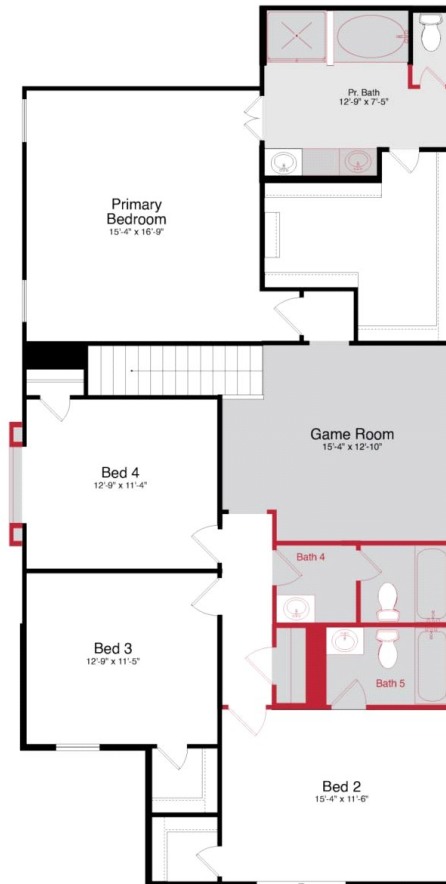 Pr. Bath
12'-9" x 7'-5"
Primary
Bedroom
15'-4" x 16'-9"
Game Room
15'-4" x 12'-10"
Bed 4
12'-9" x 11'-4"
Bath 4
Bed 3
12'-9" x 11'-5"
Bath 5
Bed 2
15'-4" x 11'-6"